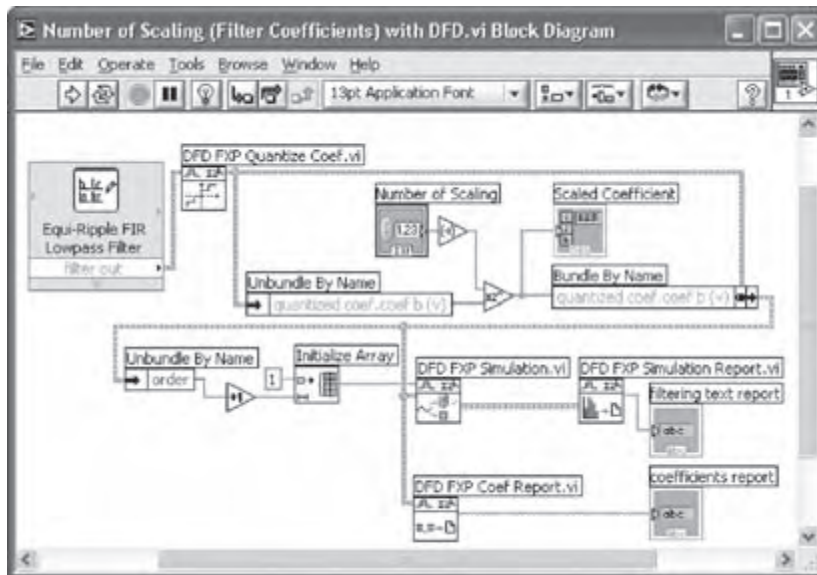 Number of Scaling (Filter Coefficients) with DFD.vi Block Diagram
File Edit Operate Tools Browse Window Help
13pt Application Font
1
DFD FXP Quantize Coef.vi
Equi-Ripple FIR
Lowpass Filter
filter out
Number of Scaling
1.23
Scaled Coefficient
Unbundle By Name
quantized coef.coef b (v)
Bundle By Name
quantized coef.coef b (v)
Unbundle By Name
order
+1
Initialize Array
1
DFD FXP Simulation.vi
DFD FXP Simulation Report.vi
filtering text report
abc
DFD FXP Coef Report.vi
coefficients report
abc